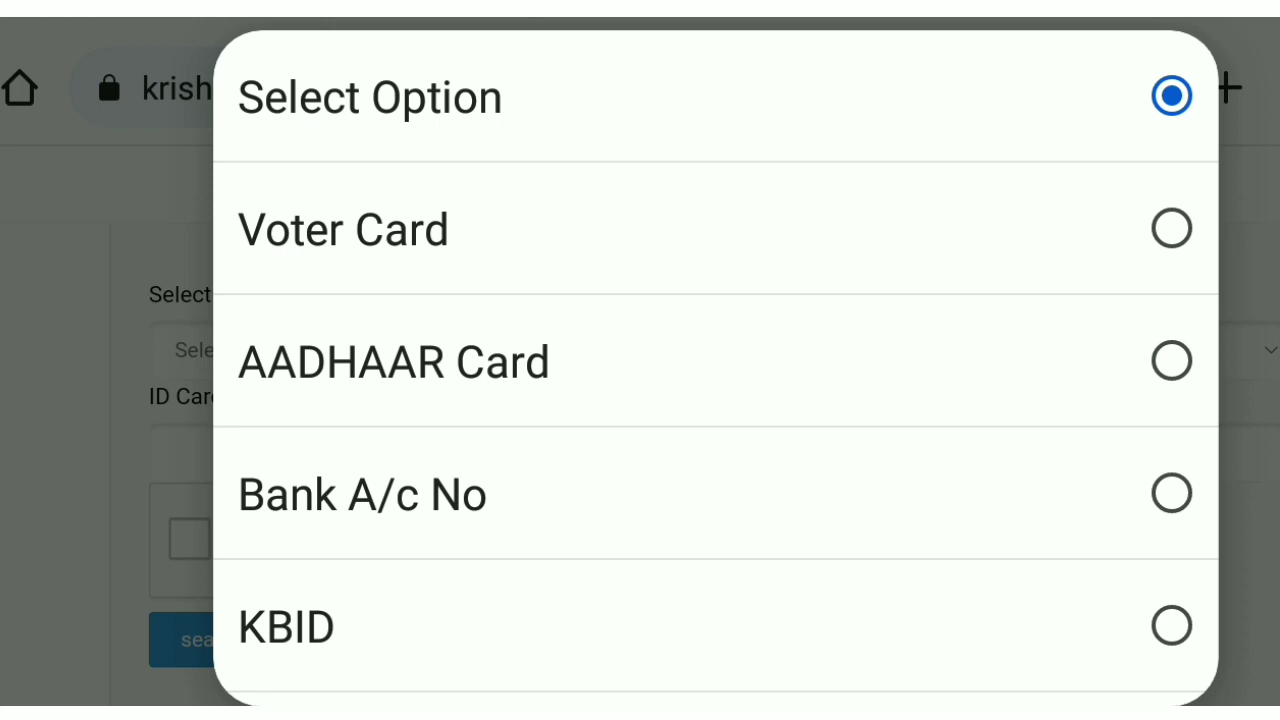 krish
Select Option
Voter Card
Select
Sele
AADHAAR Card
ID Car
Bank A/c No
KBID
sea